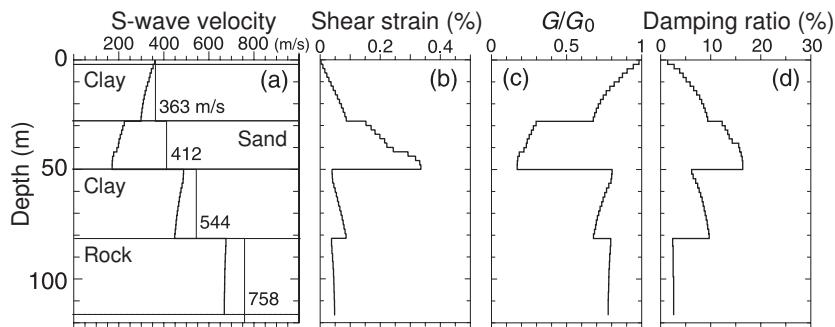 S-wave velocity
200 400 600 800 (m/s)
Shear strain (%)
0 0.2 0.4
G/G0
0 0.5 1
Damping ratio (%)
0 10 20 30
Depth (m)
0
50
100
Clay
(a)
363 m/s
Sand
412
Clay
544
Rock
758
(b)
(c)
(d)